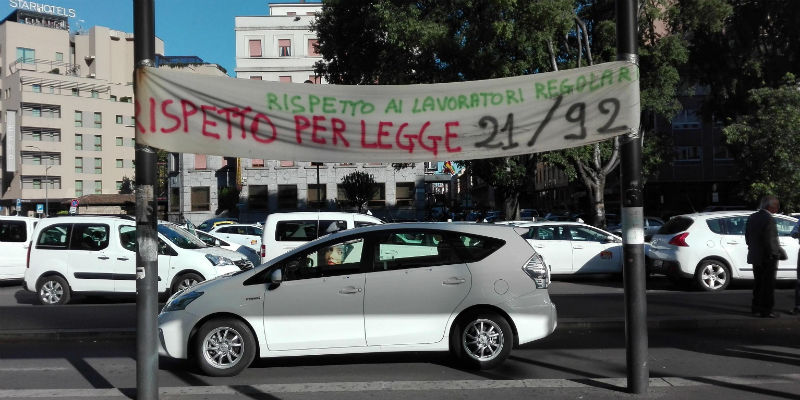 STARHOTELS
RISPETTO AI LAVORATORI REGOLARI
RISPETTO PER LEGGE 21/92